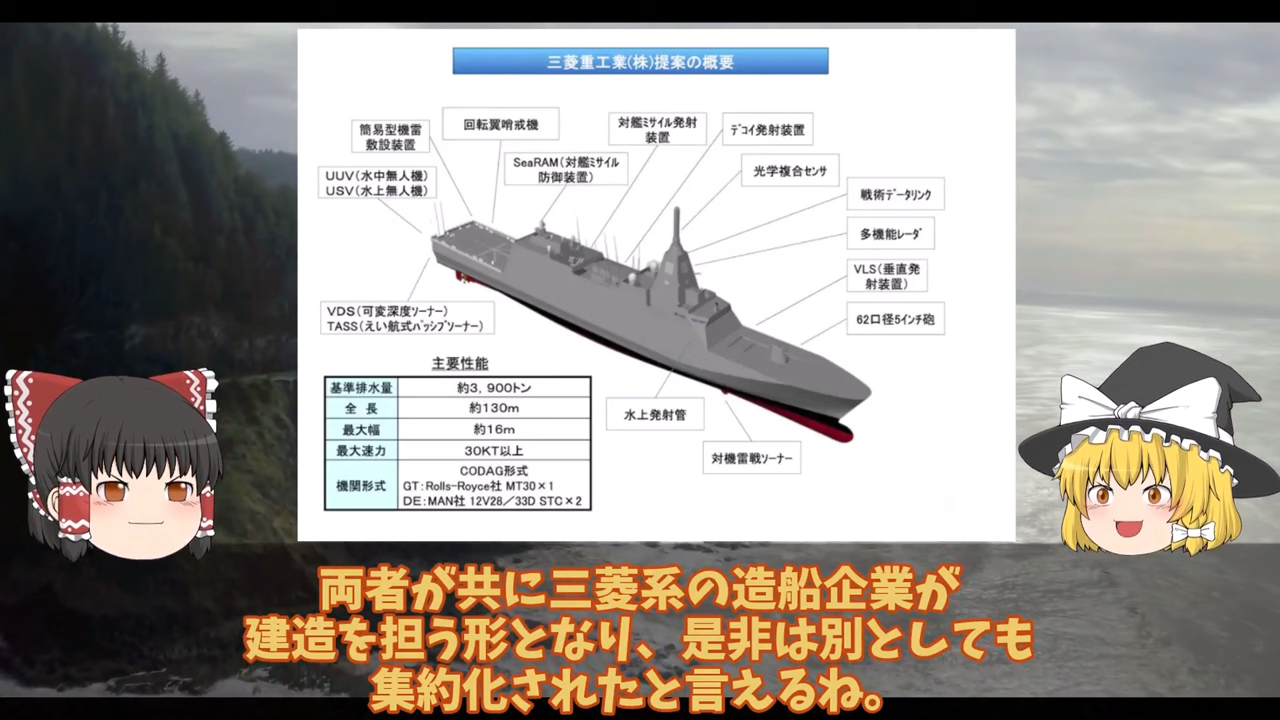 三菱重工業(株)提案の概要
簡易型機雷
敷設装置
回転翼哨戒機
対艦ミサイル発射
装置
デコイ発射装置
UUV(水中無人機)
USV(水上無人機)
SeaRAM(対艦ミサイル
防御装置)
光学複合センサ
戦術データリンク
多機能レーダ
VLS(垂直発
射装置)
62口径5インチ砲
VDS(可変深度ソーナー)
TASS(えい航式パッシブソーナー)
水上発射管
対機雷戦ソーナー
主要性能
基準排水量 約3,900トン
全 長 約130m
最大幅 約16m
最大速力 30KT以上
機関形式 CODAG形式
GT:Rolls-Royce社 MT30×1
DE:MAN社 12V28/33D STC×2
両者が共に三菱系の造船企業が
建造を担う形となり、是非は別としても
集約化されたと言えるね。